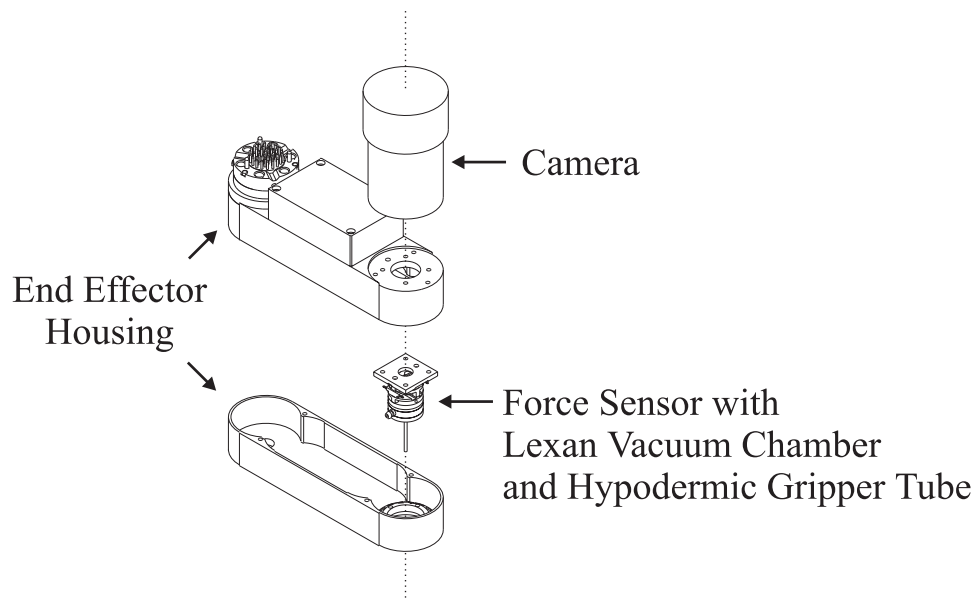 Camera
End Effector
Housing
Force Sensor with
Lexan Vacuum Chamber
and Hypodermic Gripper Tube